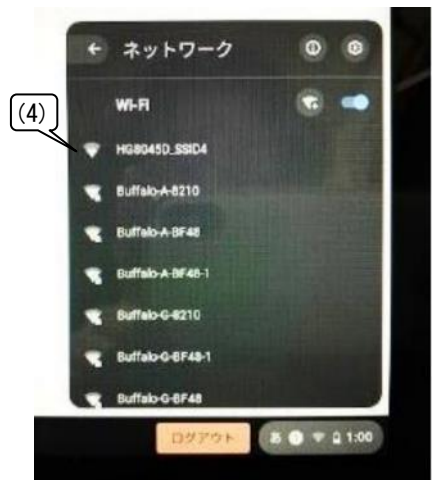 ネットワーク
(4)
Wi-Fi
HG8045D_SSID4
Buffalo-A-8210
Buffalo-A-BF48
Buffalo-A-BF48-1
Buffalo-G-8210
Buffalo-G-BF48-1
Buffalo-G-BF48
ログアウト
あ 1:00